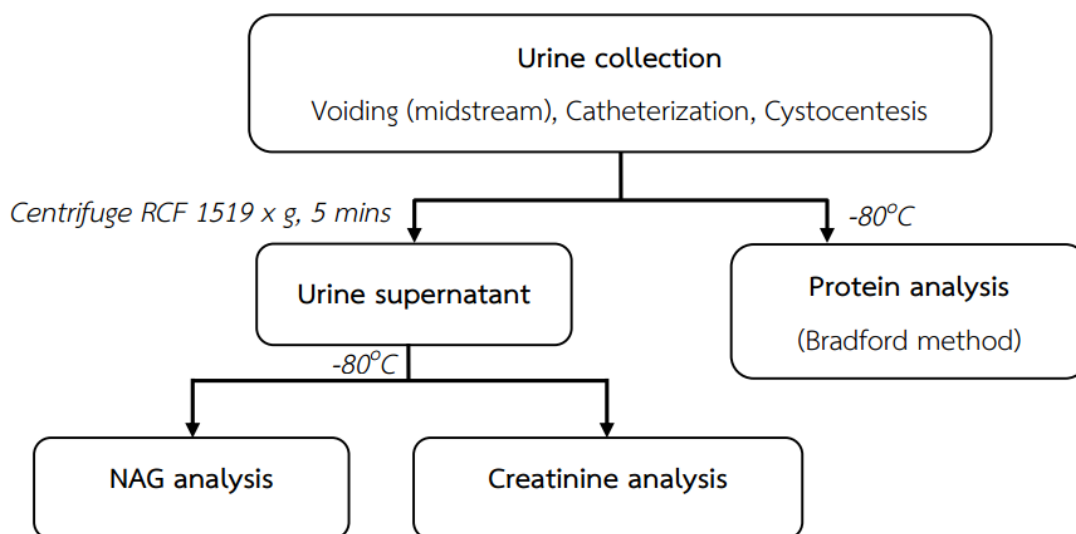 Urine collection
Voiding (midstream), Catheterization, Cystocentesis
Centrifuge RCF 1519 x g, 5 mins
-80°C
Urine supernatant
Protein analysis
(Bradford method)
-80°C
NAG analysis
Creatinine analysis